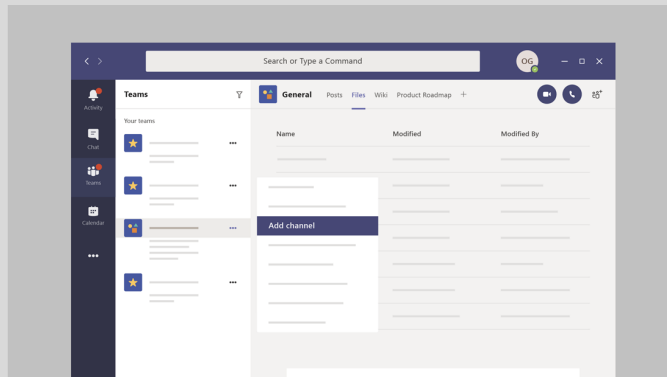 Search or Type a Command
OG
Activity
Chat
Teams
Calendar
Teams
Your teams
General Posts Files Wiki Product Roadmap
Name Modified Modified By
Add channel